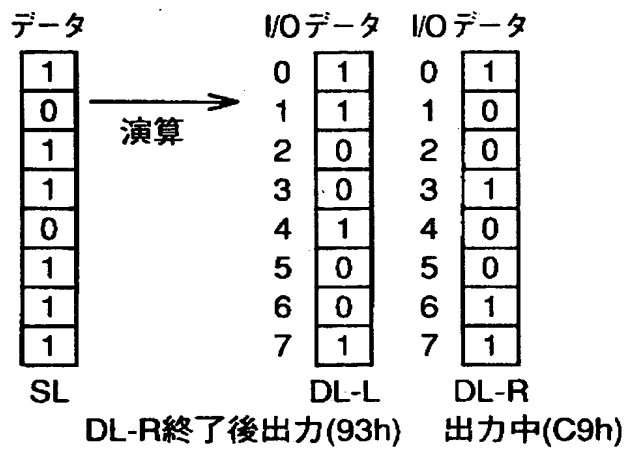 データ I/Oデータ I/Oデータ
1 0 1 0 1
0 1 1 1 0
演算
1 2 0 2 0
1 3 0 3 1
0 4 1 4 0
1 5 0 5 0
1 6 0 6 1
1 7 1 7 1
SL DL-L DL-R
DL-R終了後出力(93h) 出力中(C9h)